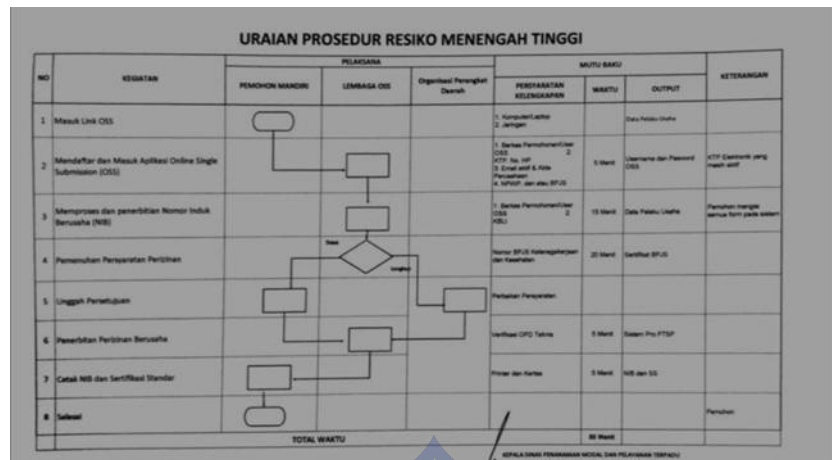 URAIAN PROSEDUR RESIKO MENENGAH TINGGI
NO
KEGIATAN
PELAKSANA
MUTU BAKU
KETERANGAN
PEMOHON MANDIRI
LEMBAGA OSS
Organisasi Perangkat
Daerah
PERSYARATAN
KELENGKAPAN
WAKTU
OUTPUT
1
Masuk Link OSS
1. Komputer/Laptop
2. Jaringan
Data Pelaku Usaha
2
Mendaftar dan Masuk Aplikasi Online Single
Submission (OSS)
1. Berkas Permohonan/User
OSS 2.
KTP, No. HP
3. Email aktif & Akta
Perusahaan
4. NPWP, dan atau BPJS
5 Menit
Username dan Password
OSS
KTP Elektronik yang
masih aktif
3
Memproses dan penerbitian Nomor Induk
Berusaha (NIB)
1. Berkas Permohonan/User
OSS 2.
KBLI
15 Menit
Data Pelaku Usaha
Pemohon mengisi
semua form pada sistem
4
Pemenuhan Persyaratan Perizinan
Nomor BPJS Ketenagakerjaan
dan Kesehatan
20 Menit
Sertifikat BPJS
5
Unggah Persetujuan
Perbaikan Persyaratan
6
Penerbitan Perizinan Berusaha
Verifikasi OPD Teknis
5 Menit
Sistem Pro PTSP
7
Catak NIB dan Sertifikasi Standar
Printer dan Kertas
5 Menit
NIB dan SS
8
Selesai
Pemohon
TOTAL WAKTU
KEPALA DINAS PENANAMAN MODAL DAN PELAYANAN TERPADU